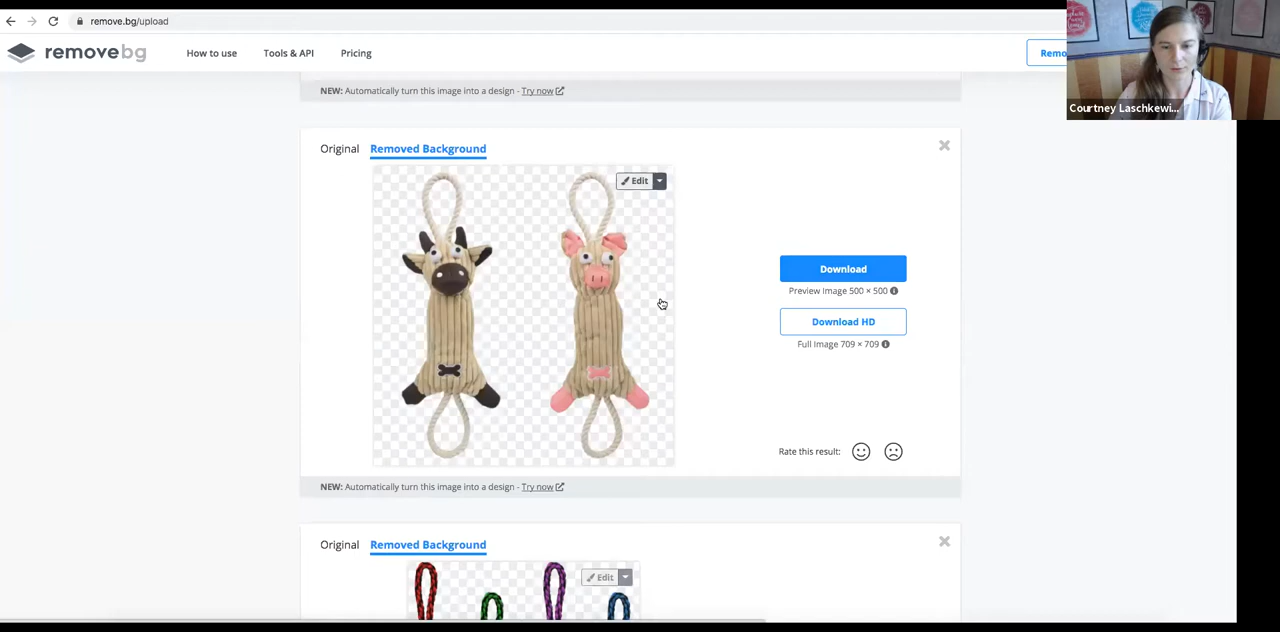 remove.bg/upload
removebg
How to use
Tools & API
Pricing
Remo
Courtney Laschkewi...
NEW: Automatically turn this image into a design - Try now
Original
Removed Background
Edit
Download
Preview Image 500 × 500
Download HD
Full Image 709 × 709
Rate this result:
NEW: Automatically turn this image into a design - Try now
Original
Removed Background
Edit